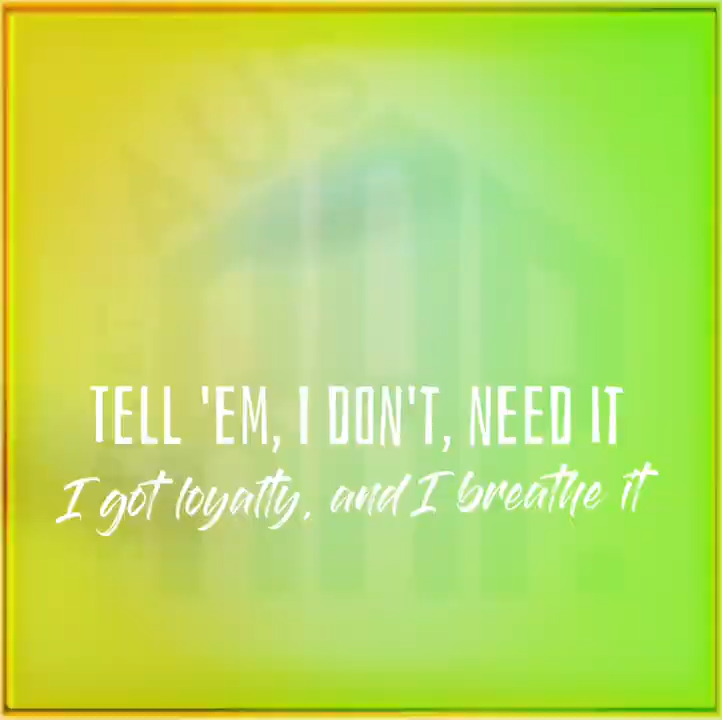 TELL 'EM, I DON'T, NEED IT
I got loyalty, and I breathe it